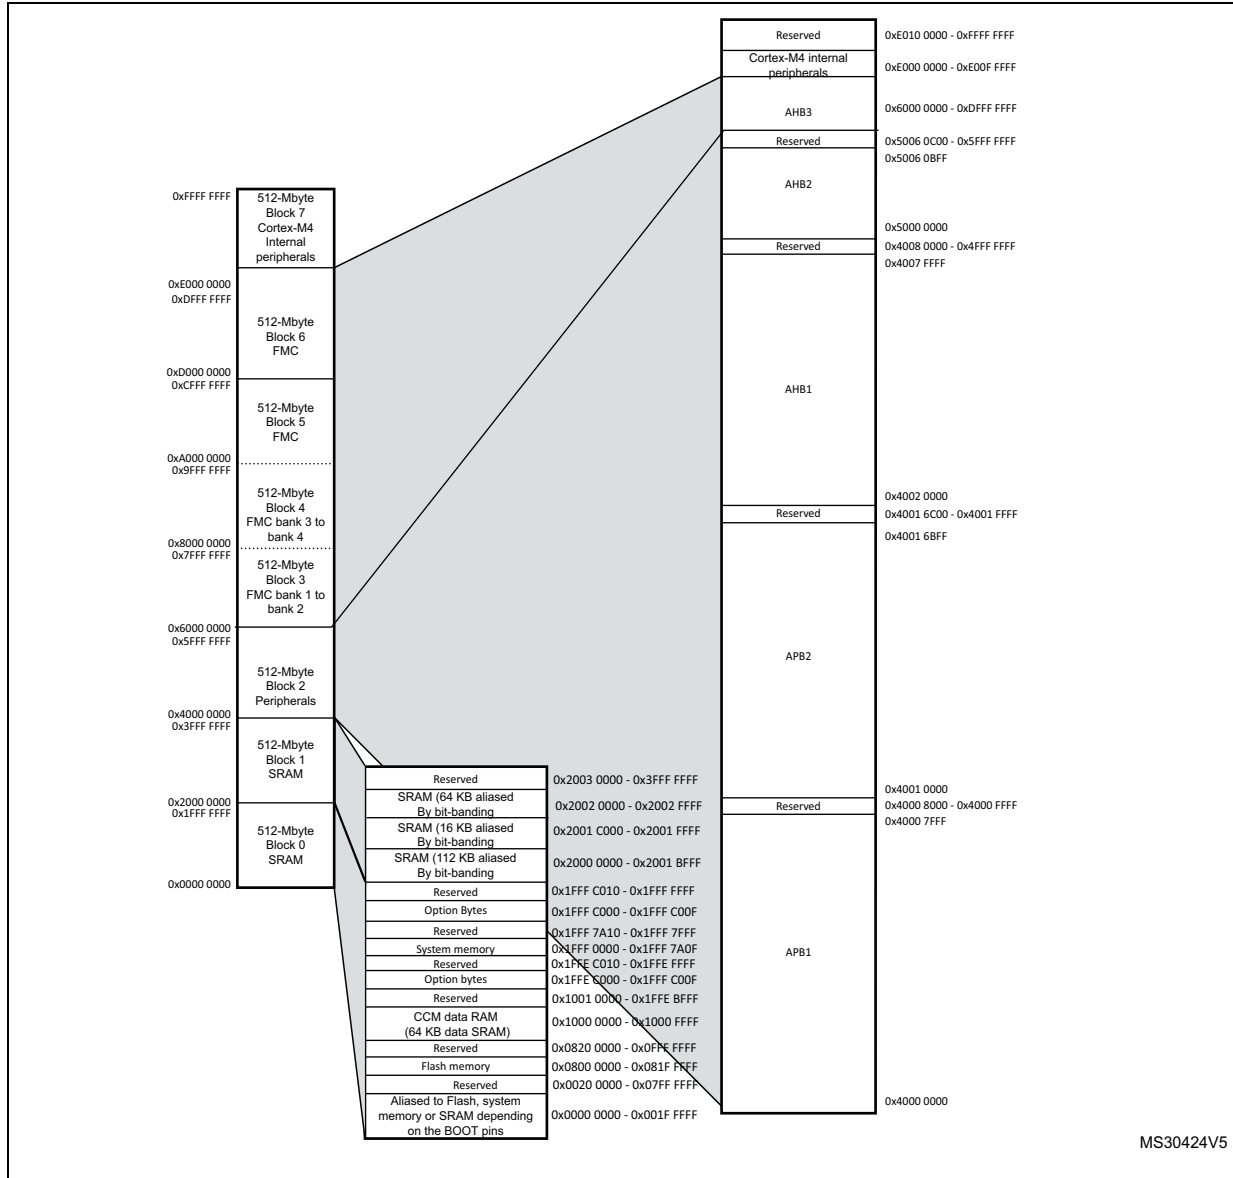 0xFFFF FFFF
512-Mbyte
Block 7
Cortex-M4
Internal
peripherals
0xE000 0000
0xDFFF FFFF
512-Mbyte
Block 6
FMC
0xD000 0000
0xCFFF FFFF
512-Mbyte
Block 5
FMC
0xA000 0000
0x9FFF FFFF
512-Mbyte
Block 4
FMC bank 3 to
bank 4
0x8000 0000
0x7FFF FFFF
512-Mbyte
Block 3
FMC bank 1 to
bank 2
0x6000 0000
0x5FFF FFFF
512-Mbyte
Block 2
Peripherals
0x4000 0000
0x3FFF FFFF
512-Mbyte
Block 1
SRAM
0x2000 0000
0x1FFF FFFF
512-Mbyte
Block 0
SRAM
0x0000 0000
Reserved 0x2003 0000 - 0x3FFF FFFF
SRAM (64 KB aliased
By bit-banding
0x2002 0000 - 0x2002 FFFF
SRAM (16 KB aliased
By bit-banding
0x2001 C000 - 0x2001 FFFF
SRAM (112 KB aliased
By bit-banding
0x2000 0000 - 0x2001 BFFF
Reserved 0x1FFF C010 - 0x1FFF FFFF
Option Bytes 0x1FFF C000 - 0x1FFF C00F
Reserved 0x1FFF 7A10 - 0x1FFF 7FFF
System memory 0x1FFF 0000 - 0x1FFF 7A0F
Reserved 0x1FFE C010 - 0x1FFE FFFF
Option bytes 0x1FFE C000 - 0x1FFF C00F
Reserved 0x1001 0000 - 0x1FFE BFFF
CCM data RAM
(64 KB data SRAM)
0x1000 0000 - 0x1000 FFFF
Reserved 0x0820 0000 - 0x0FFF FFFF
Flash memory 0x0800 0000 - 0x081F FFFF
Reserved 0x0020 0000 - 0x07FF FFFF
Aliased to Flash, system
memory or SRAM depending
on the BOOT pins
0x0000 0000 - 0x001F FFFF
Reserved 0xE010 0000 - 0xFFFF FFFF
Cortex-M4 internal
peripherals
0xE000 0000 - 0xE00F FFFF
AHB3 0x6000 0000 - 0xDFFF FFFF
Reserved 0x5006 0C00 - 0x5FFF FFFF
0x5006 0BFF
AHB2
0x5000 0000
Reserved 0x4008 0000 - 0x4FFF FFFF
0x4007 FFFF
AHB1
0x4002 0000
Reserved 0x4001 6C00 - 0x4001 FFFF
0x4001 6BFF
APB2
0x4001 0000
Reserved 0x4000 8000 - 0x4000 FFFF
0x4000 7FFF
APB1
0x4000 0000
MS30424V5